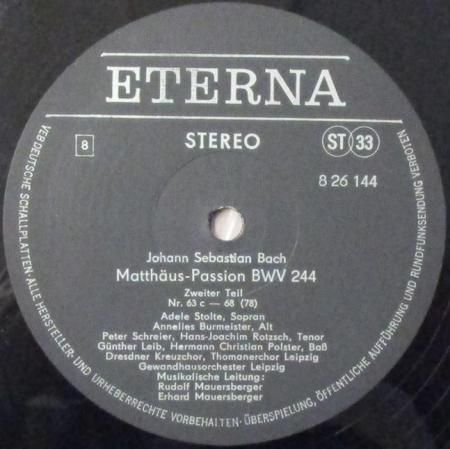 ETERNA
8
STEREO
ST 33
8 26 144
Johann Sebastian Bach
Matthäus-Passion BWV 244
Zweiter Teil
Nr. 63 c — 68 (78)
Adele Stolte, Sopran
Annelies Burmeister, Alt
Peter Schreier, Hans-Joachim Rotzsch, Tenor
Günther Leib, Hermann Christian Polster, Baß
Dresdner Kreuzchor, Thomanerchor Leipzig
Gewandhausorchester Leipzig
Musikalische Leitung:
Rudolf Mauersberger
Erhard Mauersberger
VEB DEUTSCHE SCHALLPLATTEN · ALLE HERSTELLER- UND URHEBERRECHTE VORBEHALTEN · ÜBERSPIELUNG, ÖFFENTLICHE AUFFÜHRUNG UND RUNDFUNKSENDUNG VERBOTEN